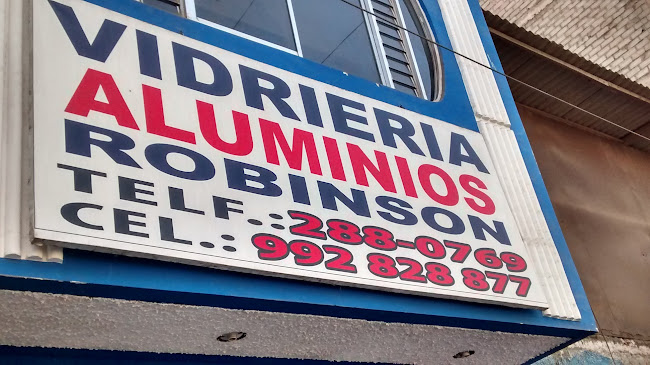 VIDRIERIA
ALUMINIOS
ROBINSON
TELF.: 288-0769
CEL.: 992 828 877